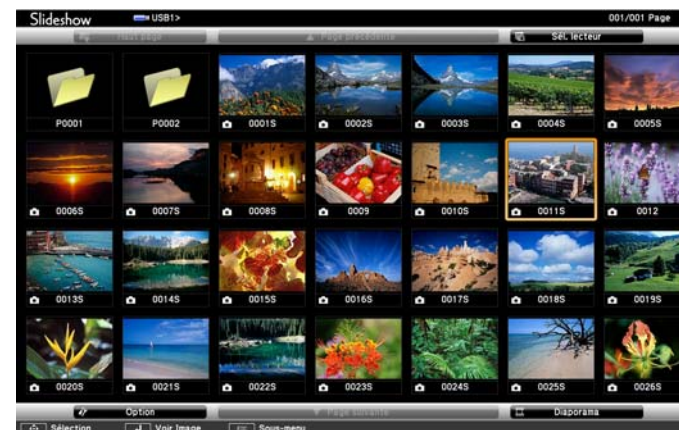 Slideshow USB1> 001/001 Page
Haut page Page précédente Sél. lecteur
P0001 P0002 0001S 0002S 0003S 0004S 0005S
0006S 0007S 0008S 0009 0010S 0011S 0012
0013S 0014S 0015S 0016S 0017S 0018S 0019S
0020S 0021S 0022S 0023S 0024S 0025S 0026S
Option Page suivante Diaporama
Sélection Voir Image Sous-menu